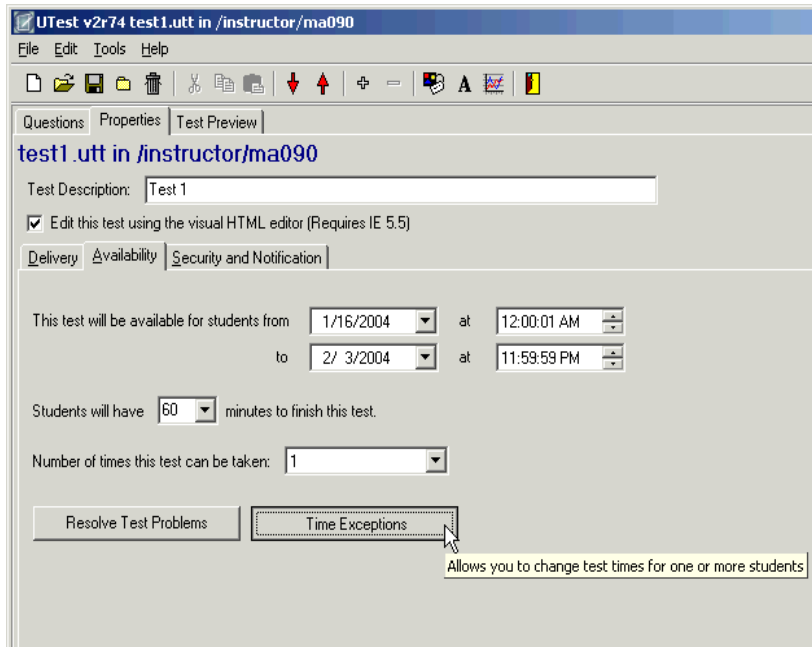 UTest v2r74 test1.utt in /instructor/ma090
File Edit Tools Help
A
Questions Properties Test Preview
test1.utt in /instructor/ma090
Test Description: Test 1
Edit this test using the visual HTML editor (Requires IE 5.5)
Delivery Availability Security and Notification
This test will be available for students from 1/16/2004 at 12:00:01 AM
to 2/ 3/2004 at 11:59:59 PM
Students will have 60 minutes to finish this test.
Number of times this test can be taken: 1
Resolve Test Problems Time Exceptions
Allows you to change test times for one or more students